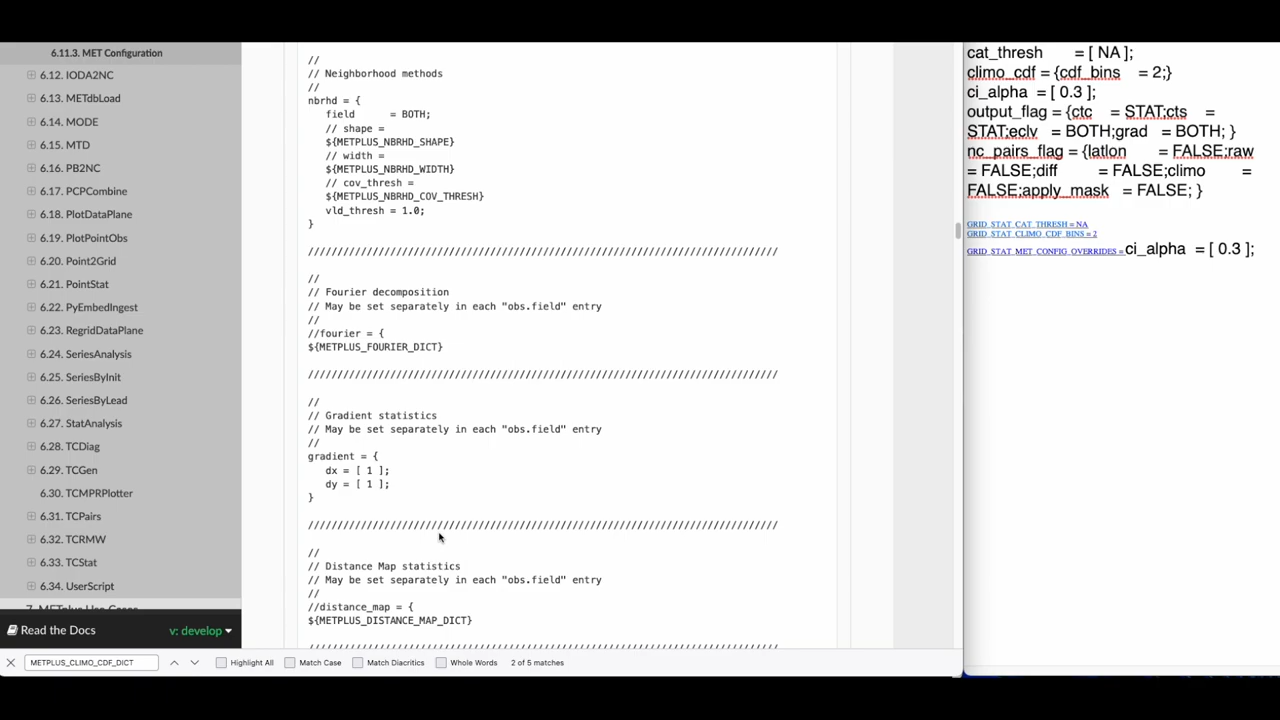 6.11.3. MET Configuration
6.12. IODA2NC
6.13. METdbLoad
6.14. MODE
6.15. MTD
6.16. PB2NC
6.17. PCPCombine
6.18. PlotDataPlane
6.19. PlotPointObs
6.20. Point2Grid
6.21. PointStat
6.22. PyEmbedIngest
6.23. RegridDataPlane
6.24. SeriesAnalysis
6.25. SeriesByInit
6.26. SeriesByLead
6.27. StatAnalysis
6.28. TCDiag
6.29. TCGen
6.30. TCMPRPlotter
6.31. TCPairs
6.32. TCRMW
6.33. TCStat
6.34. UserScript
7. METplus Use Cases
Read the Docs
v: develop
//
// Neighborhood methods
//
nbrhd = {
field = BOTH;
// shape =
${METPLUS_NBRHD_SHAPE}
// width =
${METPLUS_NBRHD_WIDTH}
// cov_thresh =
${METPLUS_NBRHD_COV_THRESH}
vld_thresh = 1.0;
}
////////////////////////////////////////////////////////////////////////////////
//
// Fourier decomposition
// May be set separately in each "obs.field" entry
//
//fourier = {
${METPLUS_FOURIER_DICT}
////////////////////////////////////////////////////////////////////////////////
//
// Gradient statistics
// May be set separately in each "obs.field" entry
//
gradient = {
dx = [ 1 ];
dy = [ 1 ];
}
////////////////////////////////////////////////////////////////////////////////
//
// Distance Map statistics
// May be set separately in each "obs.field" entry
//
//distance_map = {
${METPLUS_DISTANCE_MAP_DICT}
////////////////////////////////////////////////////////////////////////////////
METPLUS_CLIMO_CDF_DICT
Highlight All
Match Case
Match Diacritics
Whole Words
2 of 5 matches
cat_thresh = [ NA ];
climo_cdf = {cdf_bins = 2;}
ci_alpha = [ 0.3 ];
output_flag = {ctc = STAT;cts =
STAT;eclv = BOTH;grad = BOTH; }
nc_pairs_flag = {latlon = FALSE;raw
= FALSE;diff = FALSE;climo =
FALSE;apply_mask = FALSE; }
GRID_STAT_CAT_THRESH = NA
GRID_STAT_CLIMO_CDF_BINS = 2
GRID_STAT_MET_CONFIG_OVERRIDES = ci_alpha = [ 0.3 ];